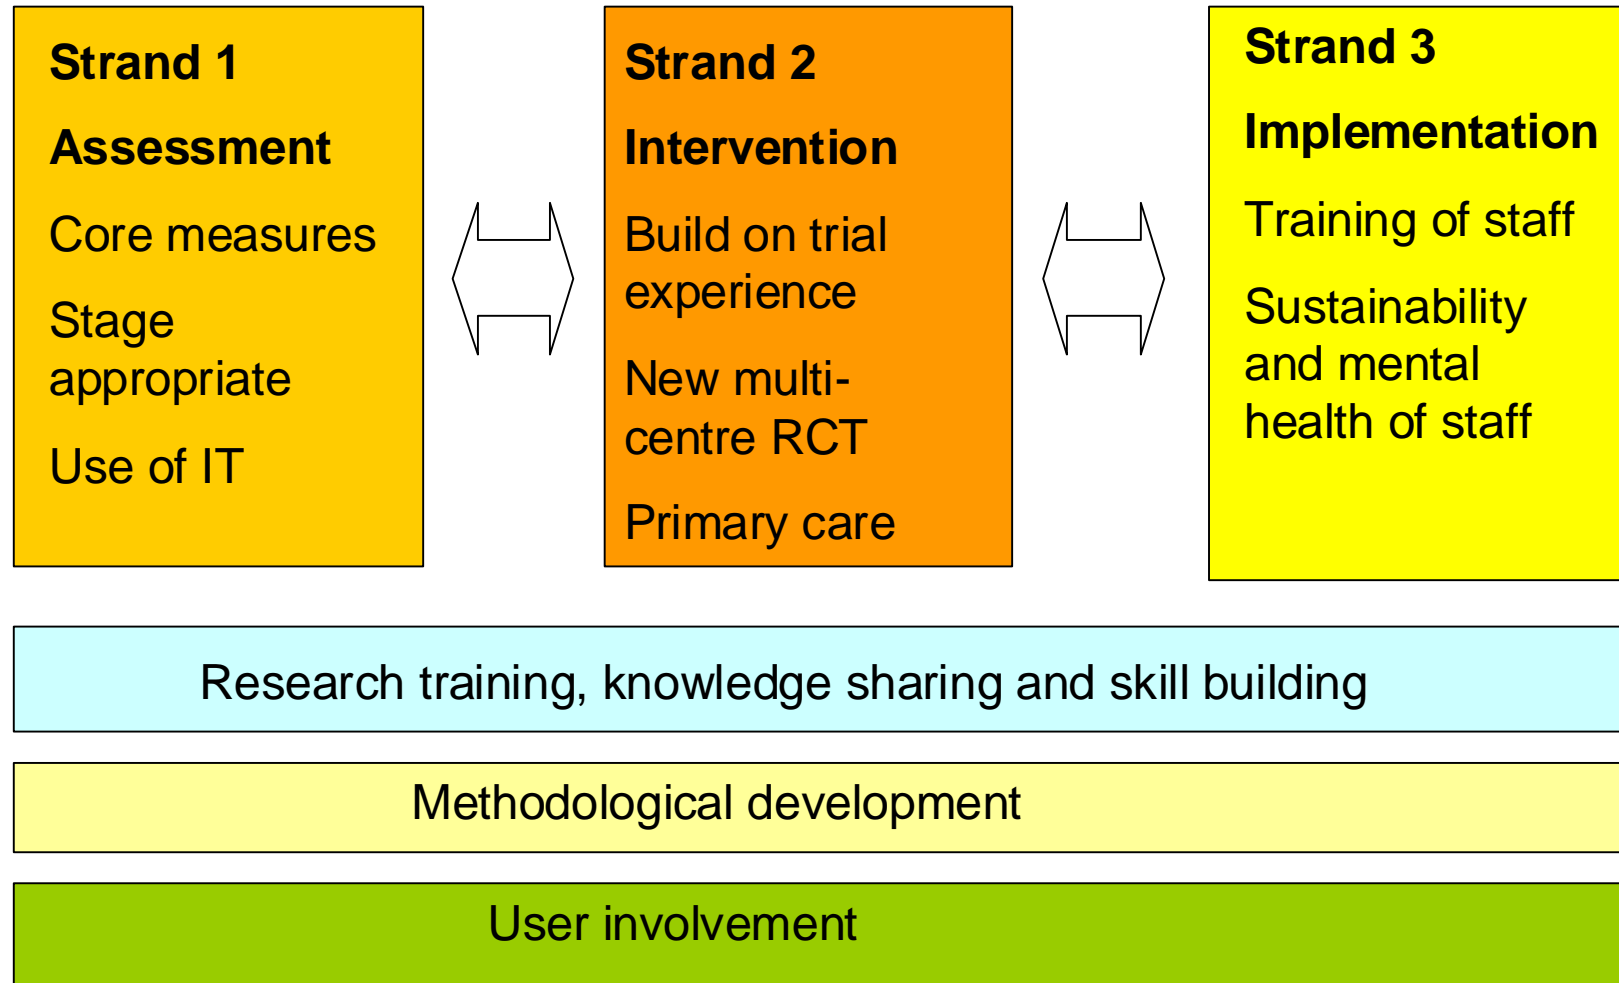 Strand 1
Assessment
Core measures
Stage
appropriate
Use of IT
Strand 2
Intervention
Build on trial
experience
New multi-
centre RCT
Primary care
Strand 3
Implementation
Training of staff
Sustainability
and mental
health of staff
Research training, knowledge sharing and skill building
Methodological development
User involvement